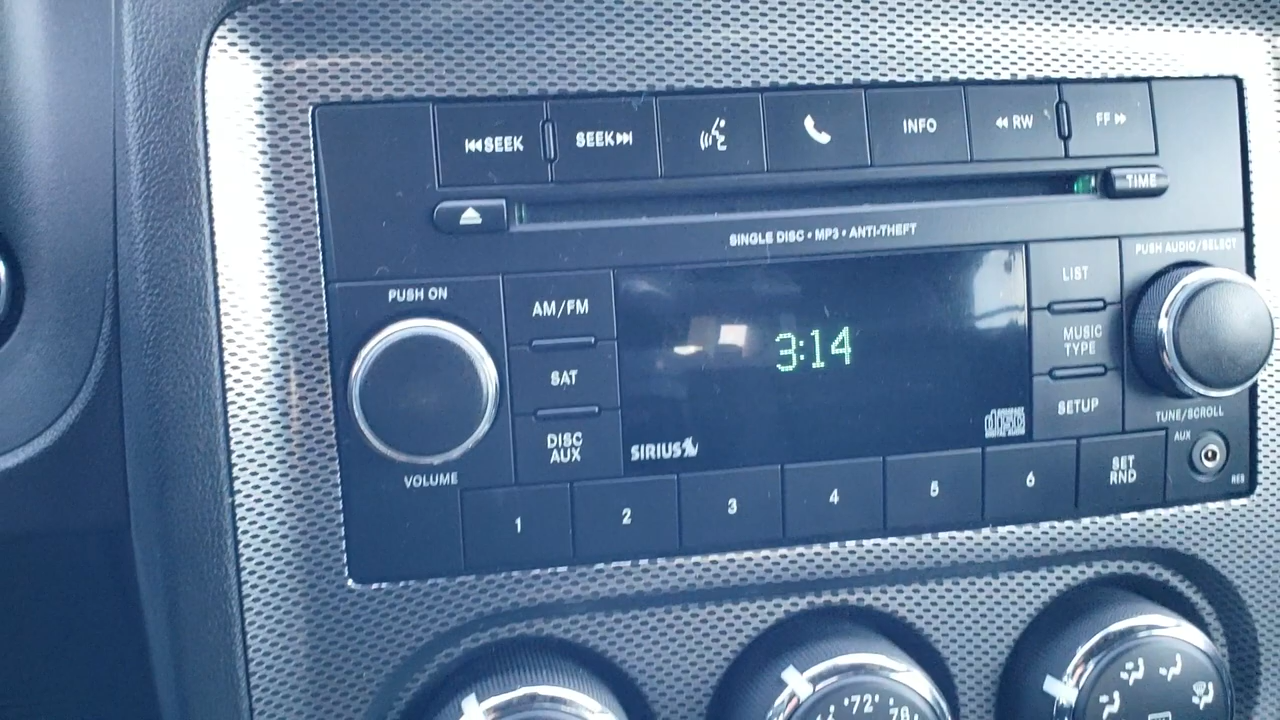 SEEK
SEEK
INFO
RW
FF
TIME
SINGLE DISC • MP3 • ANTI-THEFT
PUSH ON
VOLUME
AM/FM
SAT
DISC
AUX
3:14
SIRIUS
LIST
MUSIC
TYPE
SETUP
PUSH AUDIO/SELECT
TUNE/SCROLL
AUX
1
2
3
4
5
6
SET
RND
72
78